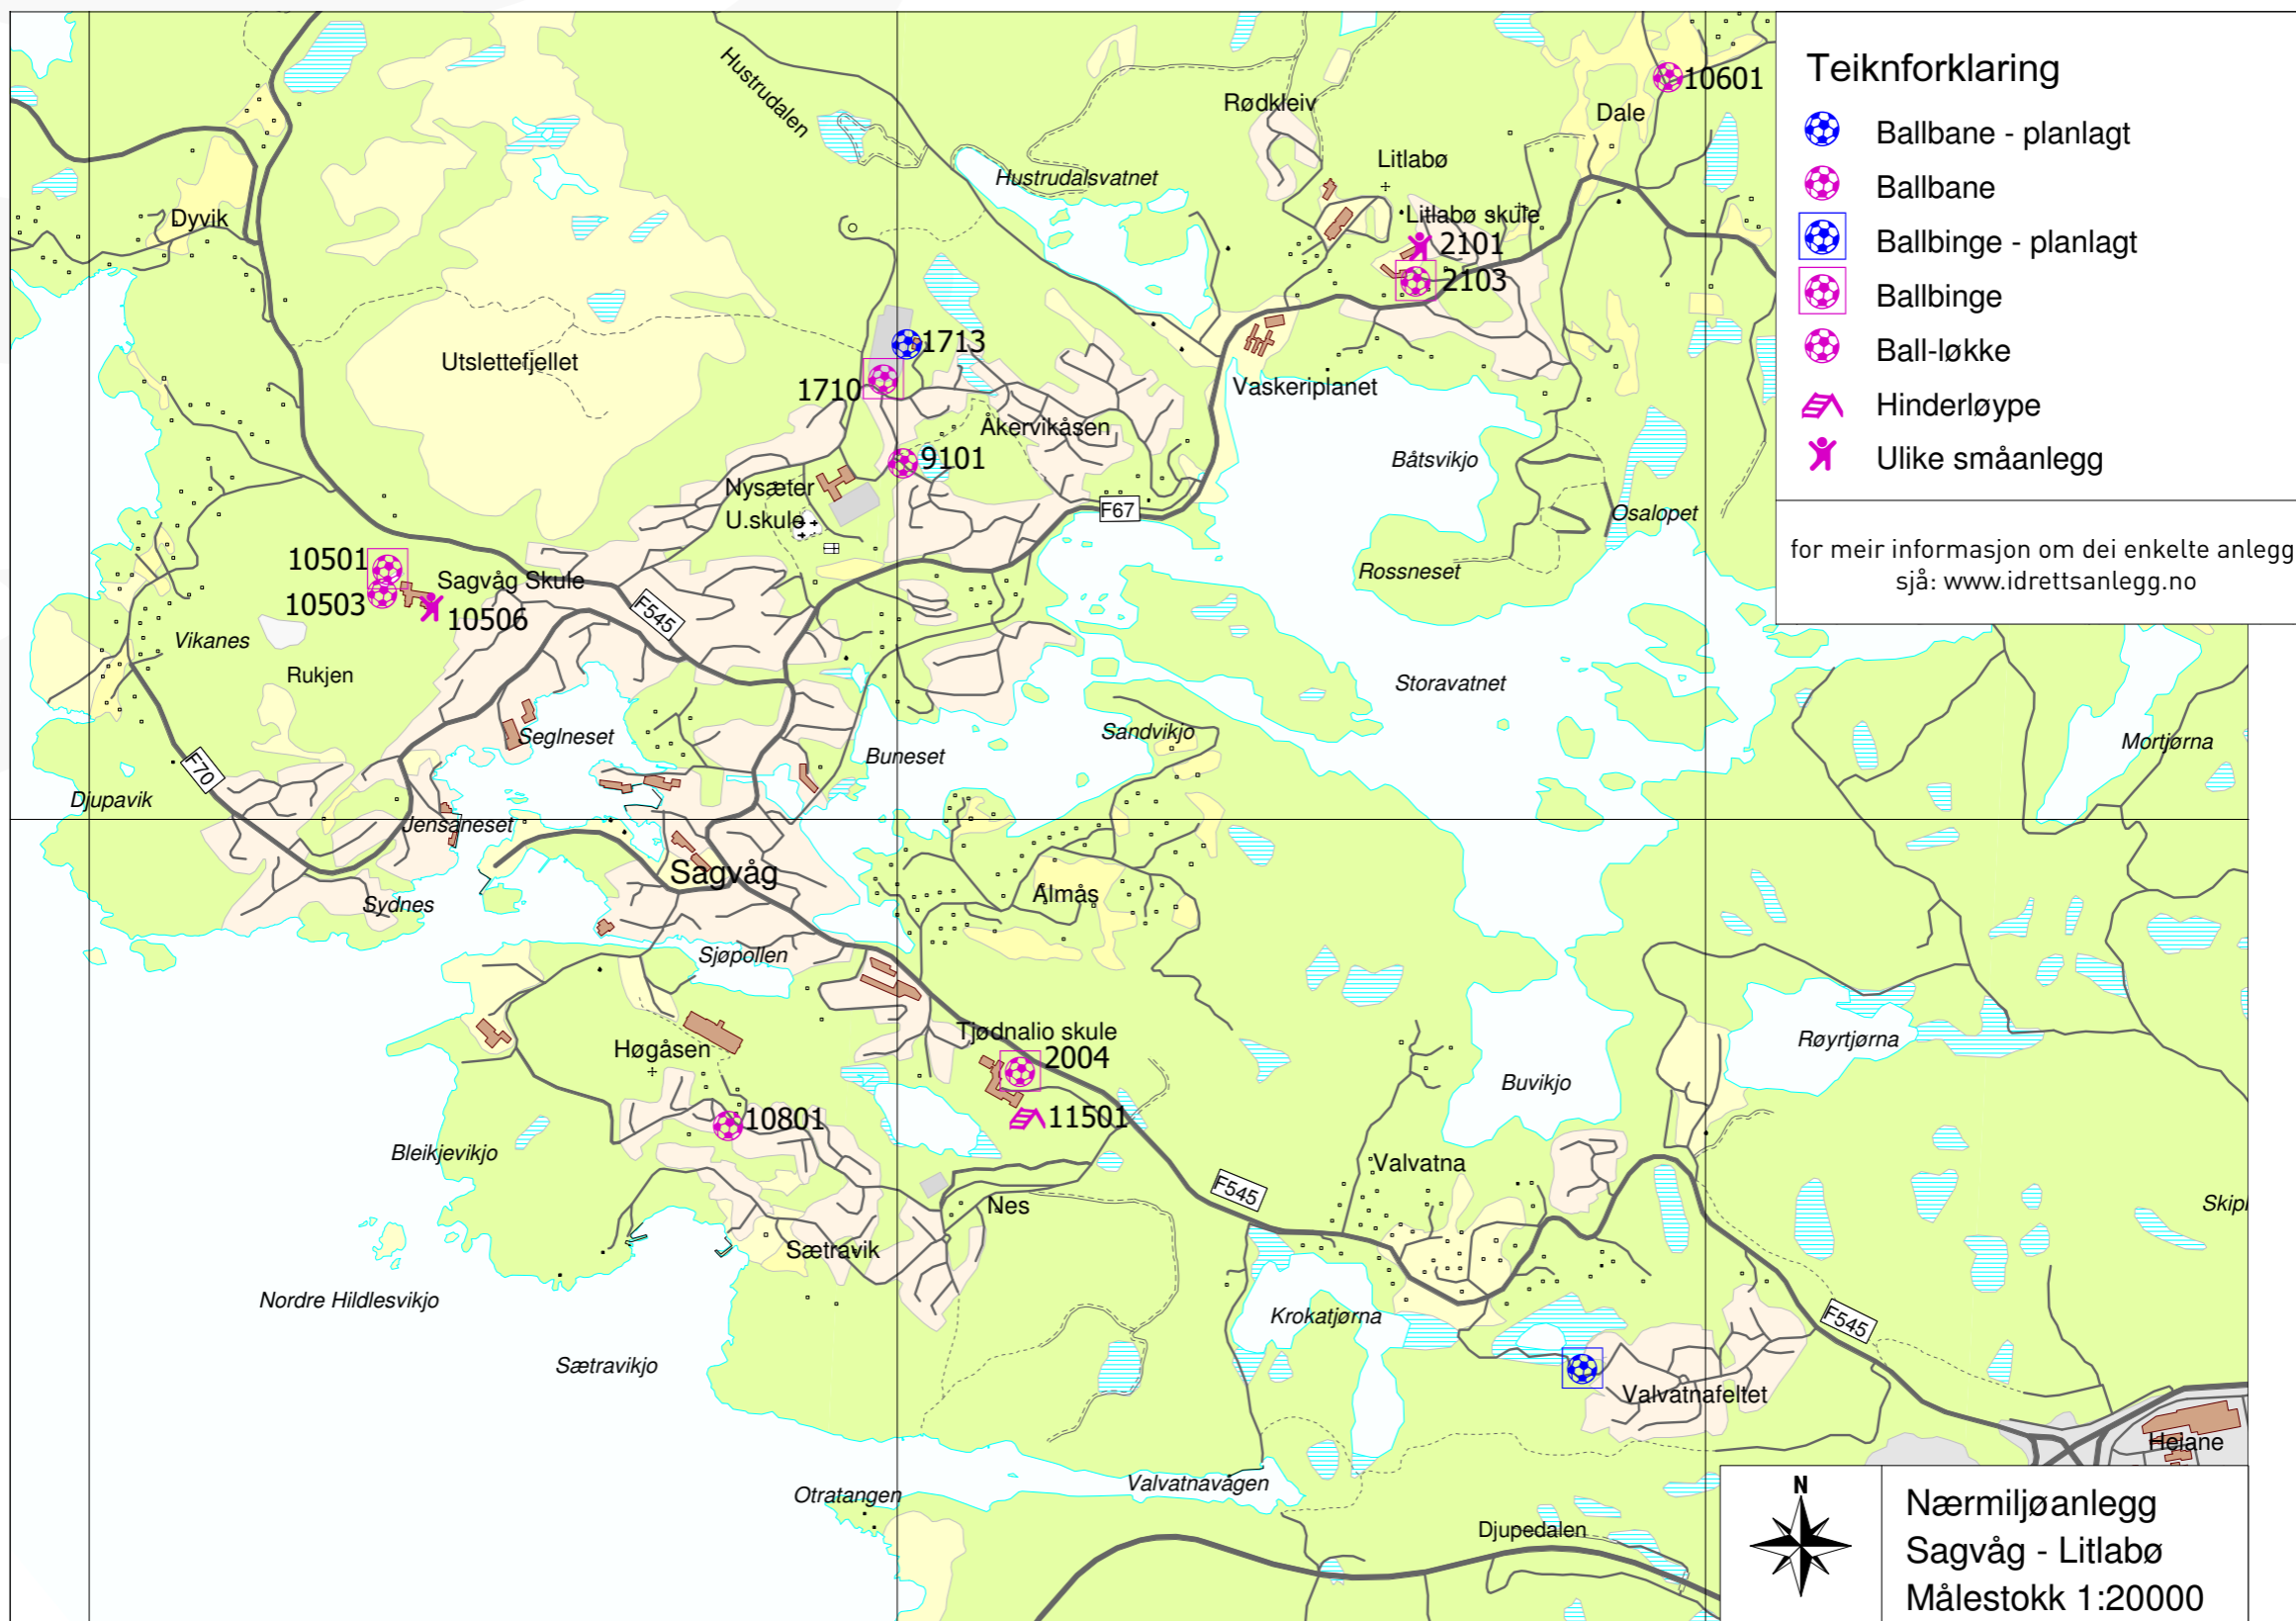 Teiknforklaring
Ballbane - planlagt
Ballbane
Ballbinge - planlagt
Ballbinge
Ball-løkke
Hinderløype
Ulike småanlegg
for meir informasjon om dei enkelte anlegg
sjå: www.idrettsanlegg.no
Hustrudalen
Rødkleiv
Dale
10601
Litlabø
Hustrudalsvatnet
Dyvik
Litlabø skule
2101
2103
1713
Utslettefjellet
1710
Vaskeriplanet
Åkervikåsen
9101
Båtsvikjo
Nysæter
U.skule
F67
Osalopet
10501
Sagvåg Skule
Rossneset
10503
10506
F545
Vikanes
Rukjen
Storavatnet
Seglneset
Sandvikjo
Mortjørna
Buneset
F70
Djupavik
Jensaneset
Sagvåg
Ålmås
Sydnes
Sjøpollen
Tjødnalio skule
Høgåsen
2004
Røyrtjørna
Buvikjo
10801
11501
Bleikjevikjo
Valvatna
F545
Nes
Skipl
Sætravik
Nordre Hildlesvikjo
Krokatjørna
F545
Sætravikjo
Valvatnafeltet
Heiane
Valvatnavågen
Otratangen
Djupedalen
N
Nærmiljøanlegg
Sagvåg - Litlabø
Målestokk 1:20000